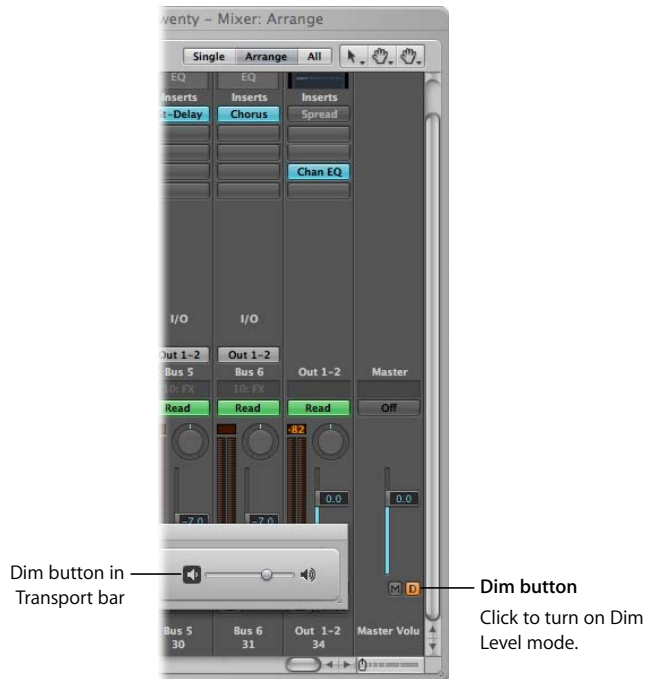 wenty – Mixer: Arrange
Single Arrange All
EQ EQ
Inserts Inserts Inserts
t-Delay Chorus Spread
Chan EQ
I/O I/O
Out 1–2 Out 1–2
Bus 5 Bus 6 Out 1–2 Master
10: FX 10: FX
Read Read Read Off
-82
0.0 0.0
-7.0 -7.0
Dim button in
Transport bar
M D
Dim button
Click to turn on Dim
Level mode.
Bus 5 Bus 6 Out 1–2 Master Volu
30 31 34